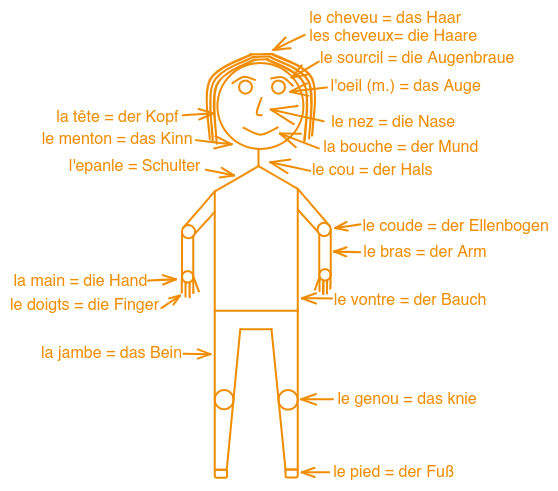 le cheveu = das Haar
les cheveux= die Haare
le sourcil = die Augenbraue
l'oeil (m.) = das Auge
la tête = der Kopf
le nez = die Nase
le menton = das Kinn
la bouche = der Mund
l'epanle = Schulter
le cou = der Hals
le coude = der Ellenbogen
le bras = der Arm
la main = die Hand
le doigts = die Finger
le vontre = der Bauch
la jambe = das Bein
le genou = das knie
le pied = der Fuß